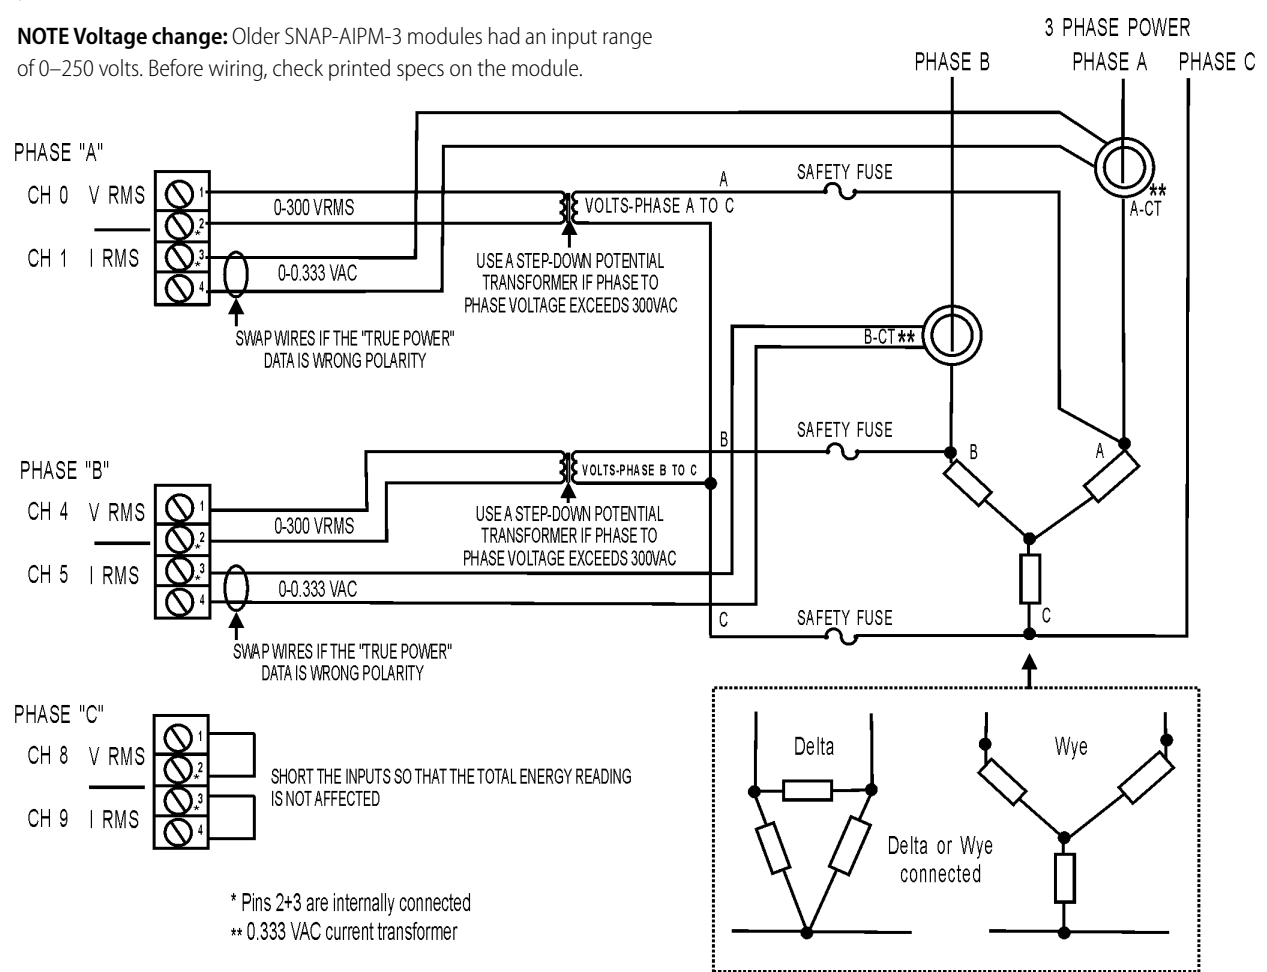 NOTE Voltage change: Older SNAP-AIPM-3 modules had an input range
of 0–250 volts. Before wiring, check printed specs on the module.
3 PHASE POWER
PHASE B
PHASE A
PHASE C
PHASE "A"
CH 0 V RMS
CH 1 I RMS
1
2
*
3
*
4
0-300 VRMS
0-0.333 VAC
SWAP WIRES IF THE "TRUE POWER"
DATA IS WRONG POLARITY
A
VOLTS-PHASE A TO C
SAFETY FUSE
USE A STEP-DOWN POTENTIAL
TRANSFORMER IF PHASE TO
PHASE VOLTAGE EXCEEDS 300VAC
**
A-CT
B-CT**
PHASE "B"
CH 4 V RMS
CH 5 I RMS
1
2
*
3
*
4
0-300 VRMS
0-0.333 VAC
SWAP WIRES IF THE "TRUE POWER"
DATA IS WRONG POLARITY
B
VOLTS-PHASE B TO C
SAFETY FUSE
USE A STEP-DOWN POTENTIAL
TRANSFORMER IF PHASE TO
PHASE VOLTAGE EXCEEDS 300VAC
B
A
C
C
SAFETY FUSE
PHASE "C"
CH 8 V RMS
CH 9 I RMS
1
2
*
3
*
4
SHORT THE INPUTS SO THAT THE TOTAL ENERGY READING
IS NOT AFFECTED
Delta
Wye
Delta or Wye
connected
* Pins 2+3 are internally connected
** 0.333 VAC current transformer